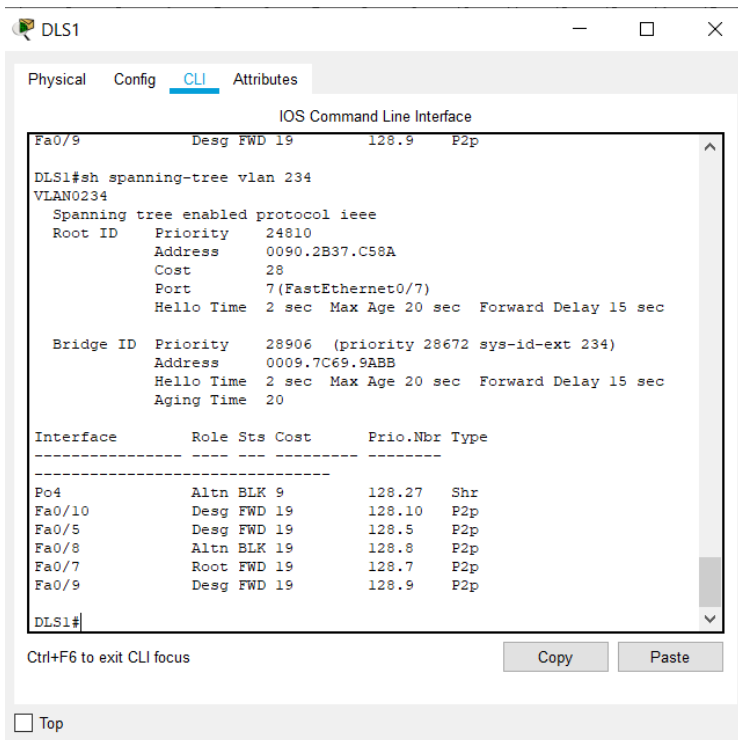 DLS1
Physical Config CLI Attributes
IOS Command Line Interface
Fa0/9            Desg FWD 19        128.9    P2p
DLS1#sh spanning-tree vlan 234
VLAN0234
  Spanning tree enabled protocol ieee
  Root ID    Priority    24810
             Address     0090.2B37.C58A
             Cost        28
             Port        7(FastEthernet0/7)
             Hello Time  2 sec  Max Age 20 sec  Forward Delay 15 sec
  Bridge ID  Priority    28906  (priority 28672 sys-id-ext 234)
             Address     0009.7C69.9ABB
             Hello Time  2 sec  Max Age 20 sec  Forward Delay 15 sec
             Aging Time  20
Interface        Role Sts Cost      Prio.Nbr Type
---------------- ---- --- --------- --------
--------------------------------
Po4              Altn BLK 9         128.27   Shr
Fa0/10           Desg FWD 19        128.10   P2p
Fa0/5            Desg FWD 19        128.5    P2p
Fa0/8            Altn BLK 19        128.8    P2p
Fa0/7            Root FWD 19        128.7    P2p
Fa0/9            Desg FWD 19        128.9    P2p
DLS1#
Ctrl+F6 to exit CLI focus Copy Paste
Top